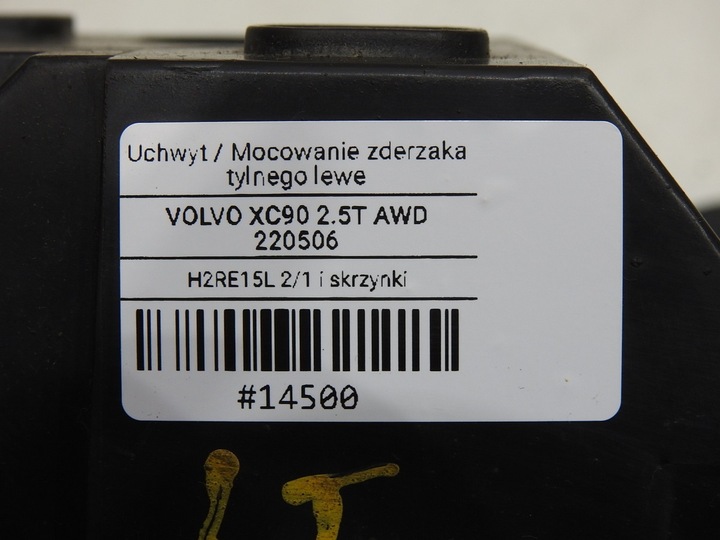 Uchwyt / Mocowanie zderzaka
tylnego lewe
VOLVO XC90 2.5T AWD
220506
H2RE15L 2/1 i skrzynki
#14500